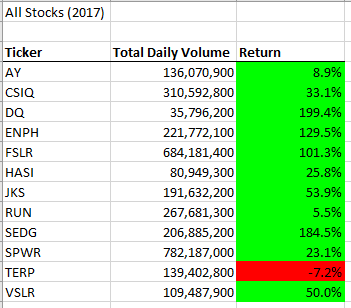 All Stocks (2017)
Ticker Total Daily Volume Return
AY 136,070,900 8.9%
CSIQ 310,592,800 33.1%
DQ 35,796,200 199.4%
ENPH 221,772,100 129.5%
FSLR 684,181,400 101.3%
HASI 80,949,300 25.8%
JKS 191,632,200 53.9%
RUN 267,681,300 5.5%
SEDG 206,885,200 184.5%
SPWR 782,187,000 23.1%
TERP 139,402,800 -7.2%
VSLR 109,487,900 50.0%